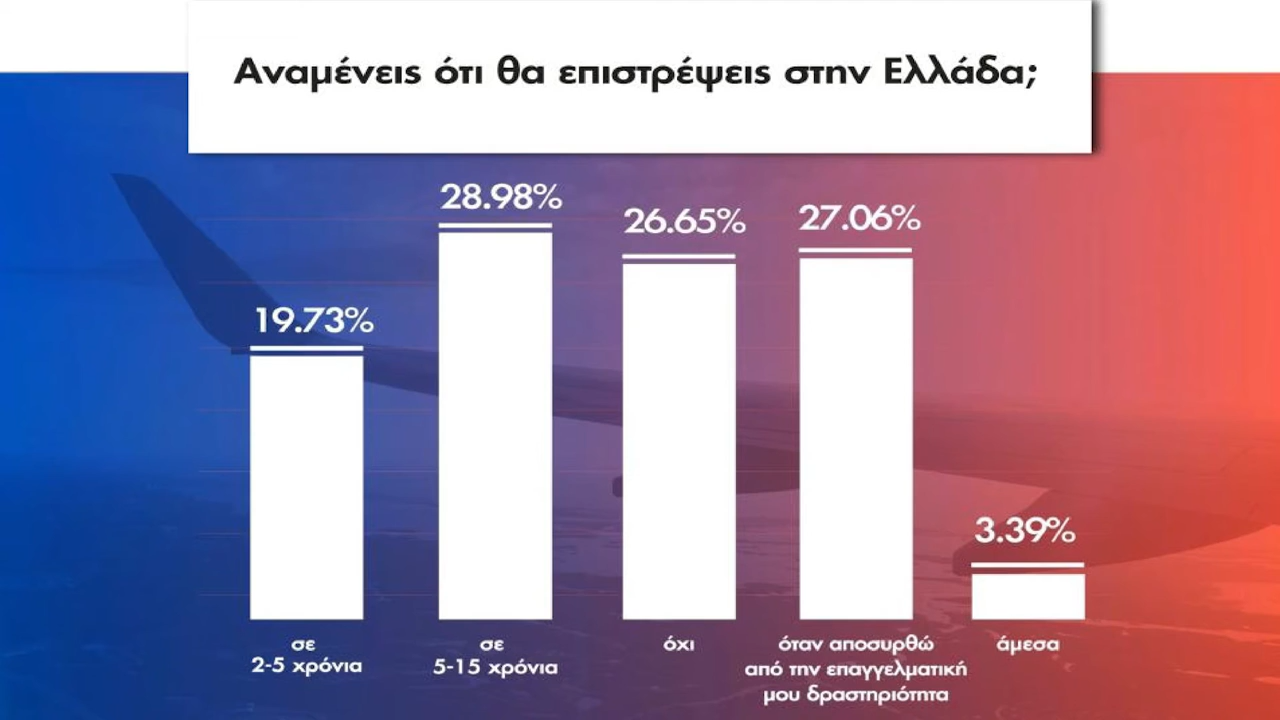 Αναμένεις ότι θα επιστρέψεις στην Ελλάδα;
28.98%
26.65%
27.06%
19.73%
3.39%
σε
2-5 χρόνια
σε
5-15 χρόνια
όχι
όταν αποσυρθώ
από την επαγγελματική
μου δραστηριότητα
άμεσα